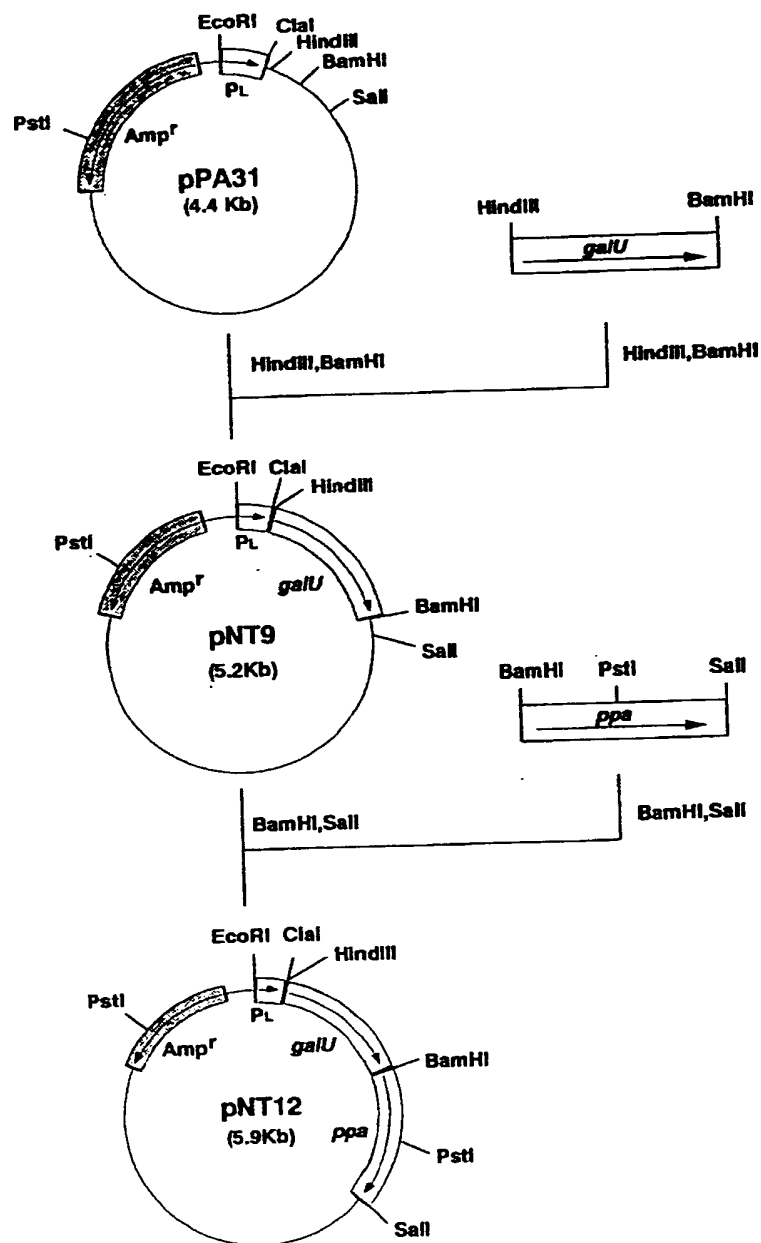 EcoRI
ClaI
HindIII
BamHI
SalI
PL
PstI
Ampr
pPA31
(4.4 Kb)
HindIII
BamHI
galU
HindIII,BamHI
HindIII,BamHI
EcoRI
ClaI
HindIII
PstI
PL
Ampr
galU
BamHI
pNT9
(5.2Kb)
SalI
BamHI
PstI
SalI
ppa
BamHI,SalI
BamHI,SalI
EcoRI
ClaI
HindIII
PstI
PL
Ampr
galU
BamHI
pNT12
(5.9Kb)
ppa
PstI
SalI